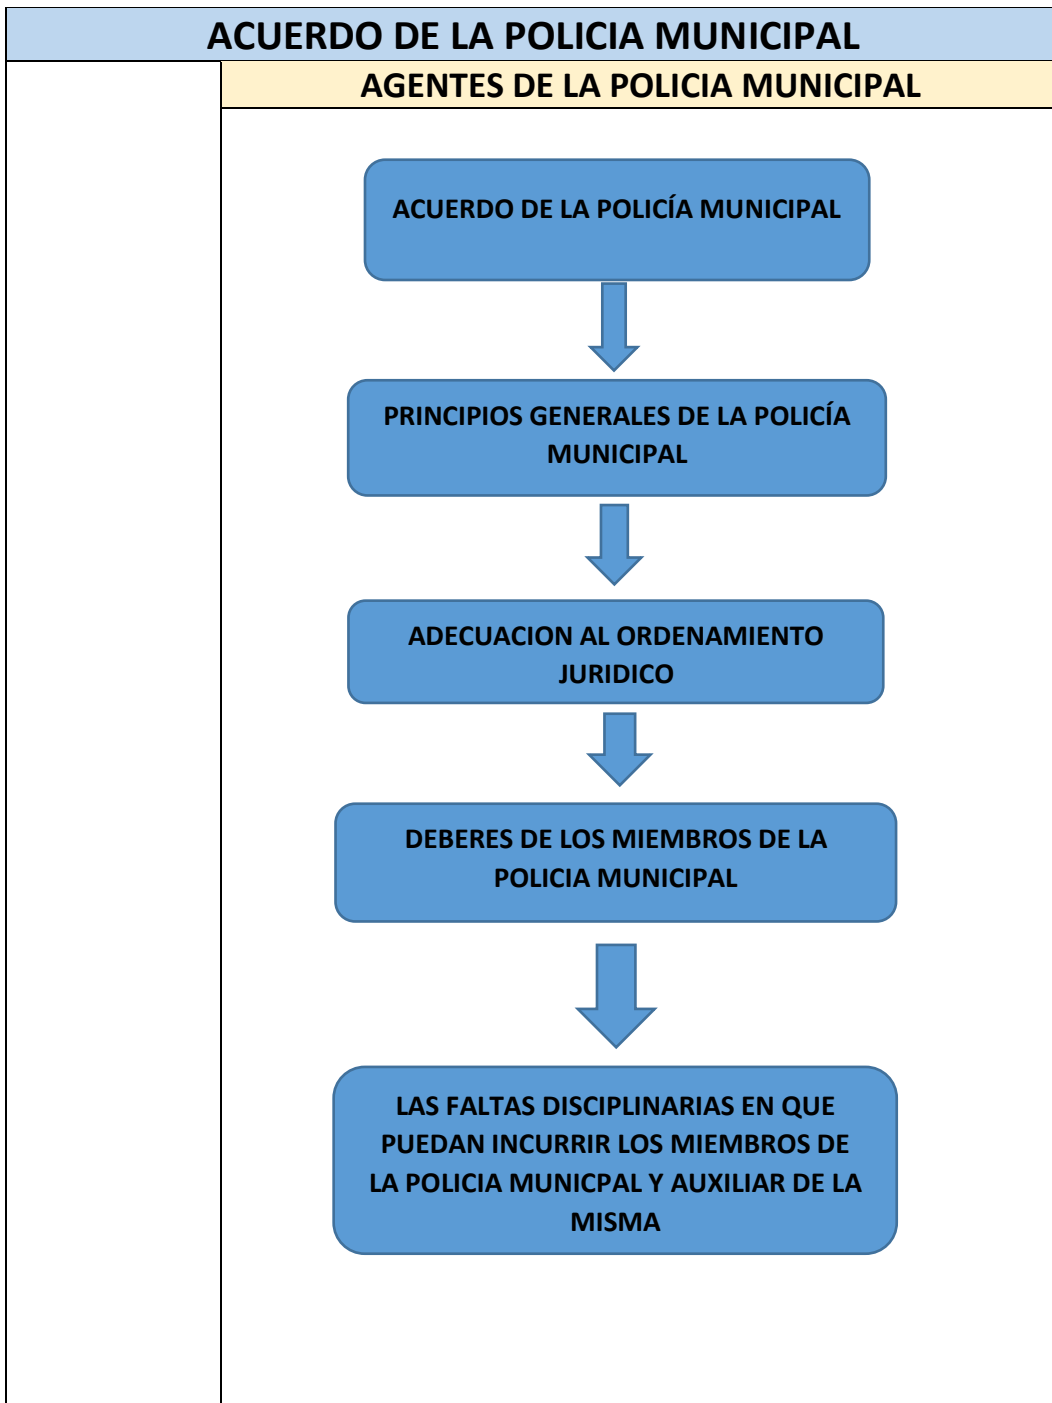 ACUERDO DE LA POLICIA MUNICIPAL
AGENTES DE LA POLICIA MUNICIPAL
ACUERDO DE LA POLICÍA MUNICIPAL
PRINCIPIOS GENERALES DE LA POLICÍA
MUNICIPAL
ADECUACION AL ORDENAMIENTO
JURIDICO
DEBERES DE LOS MIEMBROS DE LA
POLICIA MUNICIPAL
LAS FALTAS DISCIPLINARIAS EN QUE
PUEDAN INCURRIR LOS MIEMBROS DE
LA POLICIA MUNICPAL Y AUXILIAR DE LA
MISMA